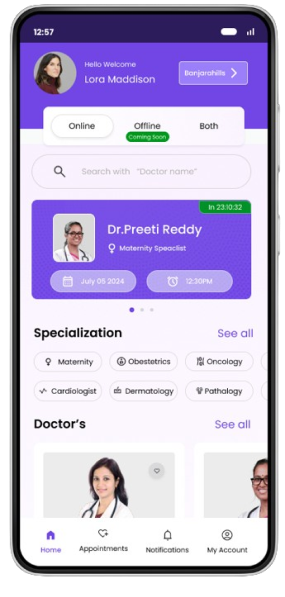 12:57
Hello Welcome
Lora Maddison
Banjarahills
Online
Offline
Both
Coming Soon
Search with "Doctor name"
In 23:10:32
Dr.Preeti Reddy
Maternity Speaclist
July 05 2024
12:30PM
Specialization
See all
Maternity
Obestetrics
Oncology
Cardiologist
Dermatology
Pathalogy
Doctor's
See all
Home
Appointments
Notifications
My Account